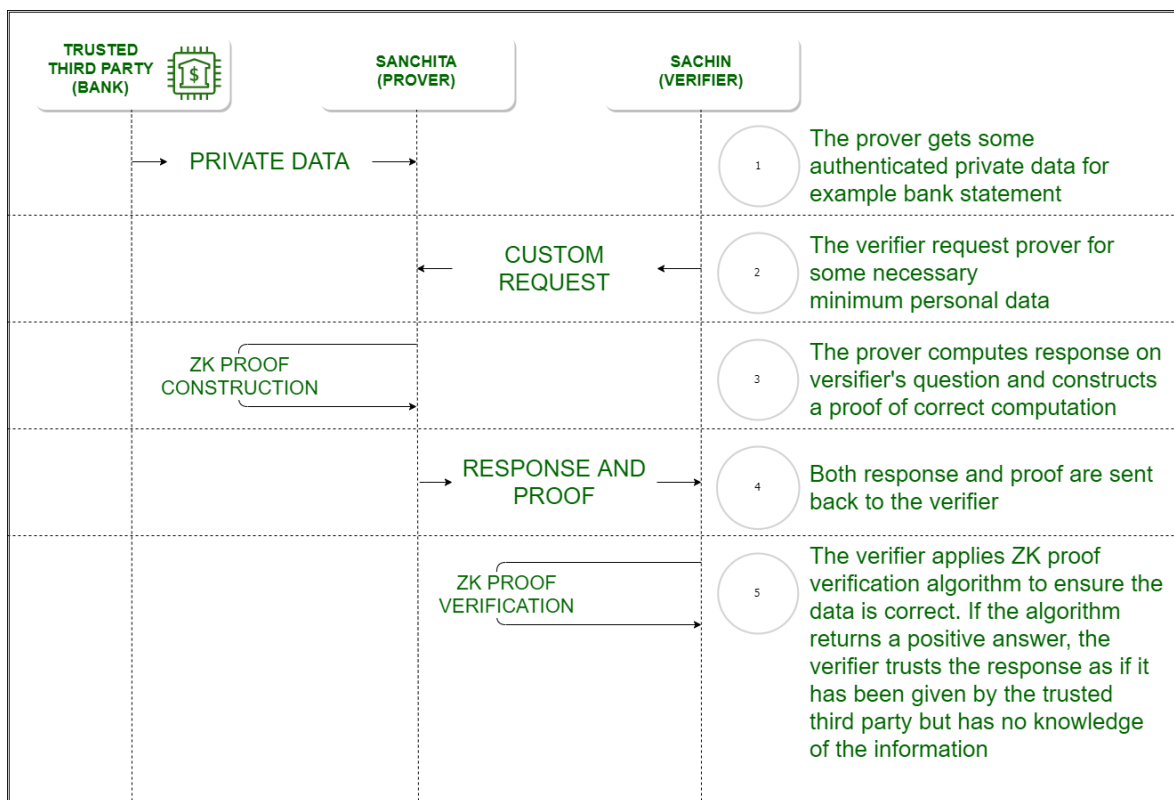 TRUSTED
THIRD PARTY
(BANK)
$
SANCHITA
(PROVER)
SACHIN
(VERIFIER)
PRIVATE DATA
1
The prover gets some
authenticated private data for
example bank statement
CUSTOM
REQUEST
2
The verifier request prover for
some necessary
minimum personal data
ZK PROOF
CONSTRUCTION
3
The prover computes response on
versifier's question and constructs
a proof of correct computation
RESPONSE AND
PROOF
4
Both response and proof are sent
back to the verifier
ZK PROOF
VERIFICATION
5
The verifier applies ZK proof
verification algorithm to ensure the
data is correct. If the algorithm
returns a positive answer, the
verifier trusts the response as if it
has been given by the trusted
third party but has no knowledge
of the information